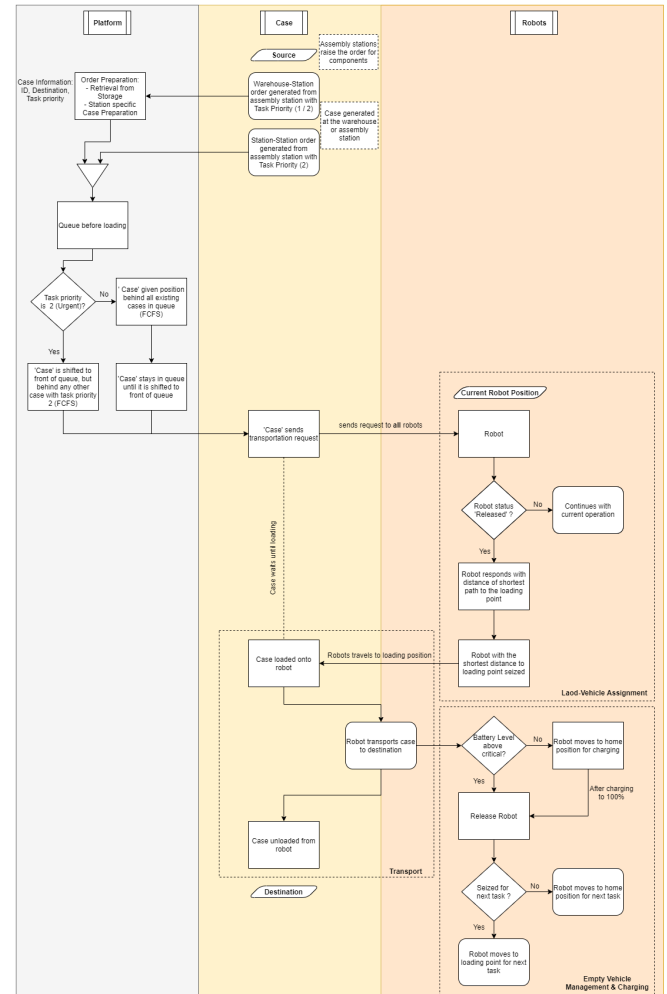 Platform
Case
Robots
Source
Assembly stations
raise the order for
components
Case Information:
ID, Destination,
Task priority
Order Preparation:
- Retrieval from
Storage
- Station specific
Case Preparation
Warehouse-Station
order generated from
assembly station with
Task Priority (1 / 2)
Case generated
at the warehouse
or assembly
station
Station-Station order
generated from
assembly station with
Task Priority (2)
Queue before loading
Task priority
is 2 (Urgent)?
No
' Case' given position
behind all existing
cases in queue
(FCFS)
Yes
'Case' is shifted to
front of queue, but
behind any other
case with task priority
2 (FCFS)
'Case' stays in queue
until it is shifted to
front of queue
Current Robot Position
'Case' sends
transportation request
sends request to all robots
Robot
Robot status
'Released' ?
No
Continues with
current operation
Yes
Case waits until loading
Robot responds with
distance of shortest
path to the loading
point
Case loaded onto
robot
Robots travels to loading position
Robot with the
shortest distance to
loading point seized
Laod-Vehicle Assignment
Robot transports case
to destination
Battery Level
above
critical?
No
Robot moves to home
position for charging
Yes
After charging
to 100%
Release Robot
Case unloaded from
robot
Transport
Destination
Seized for
next task ?
No
Robot moves to home
position for next task
Yes
Robot moves to
loading point for next
task
Empty Vehicle
Management & Charging